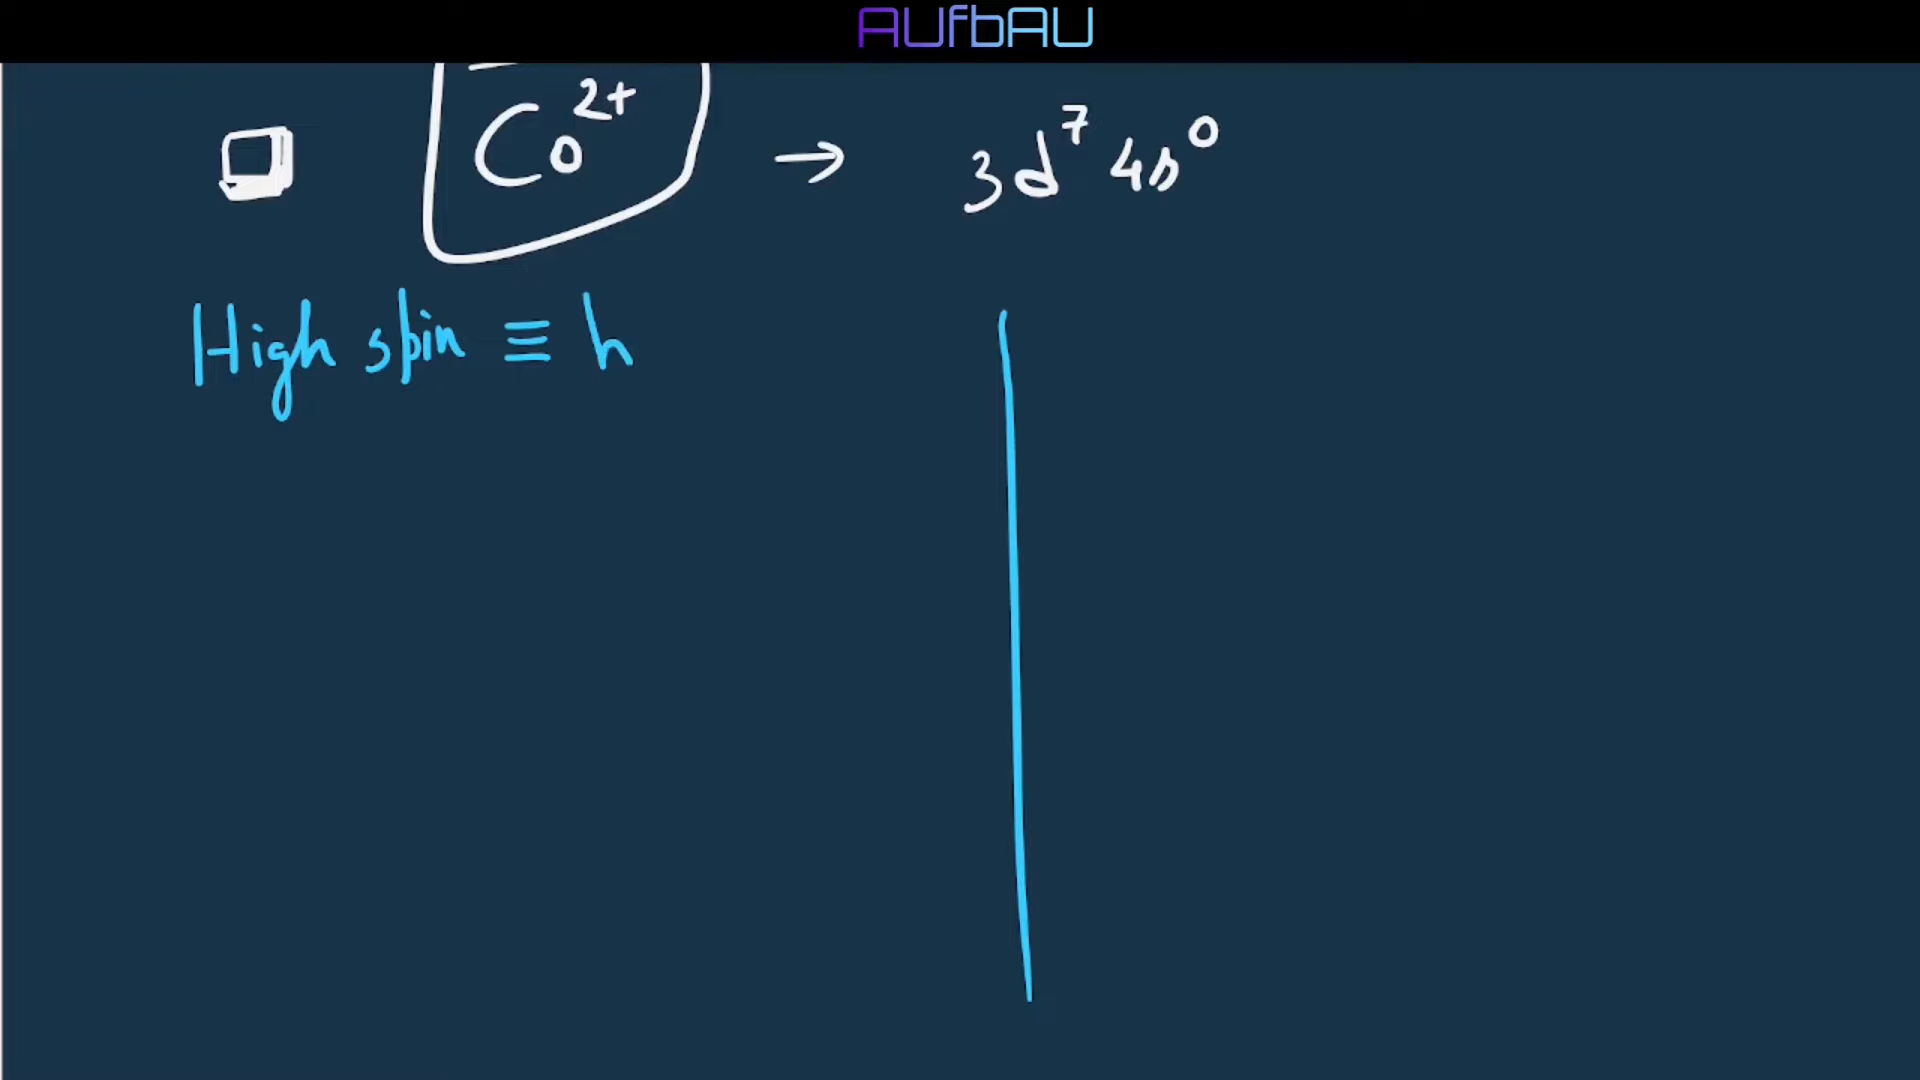 AUfbAU
Co²⁺ → 3d⁷ 4s⁰
High spin ≡ h